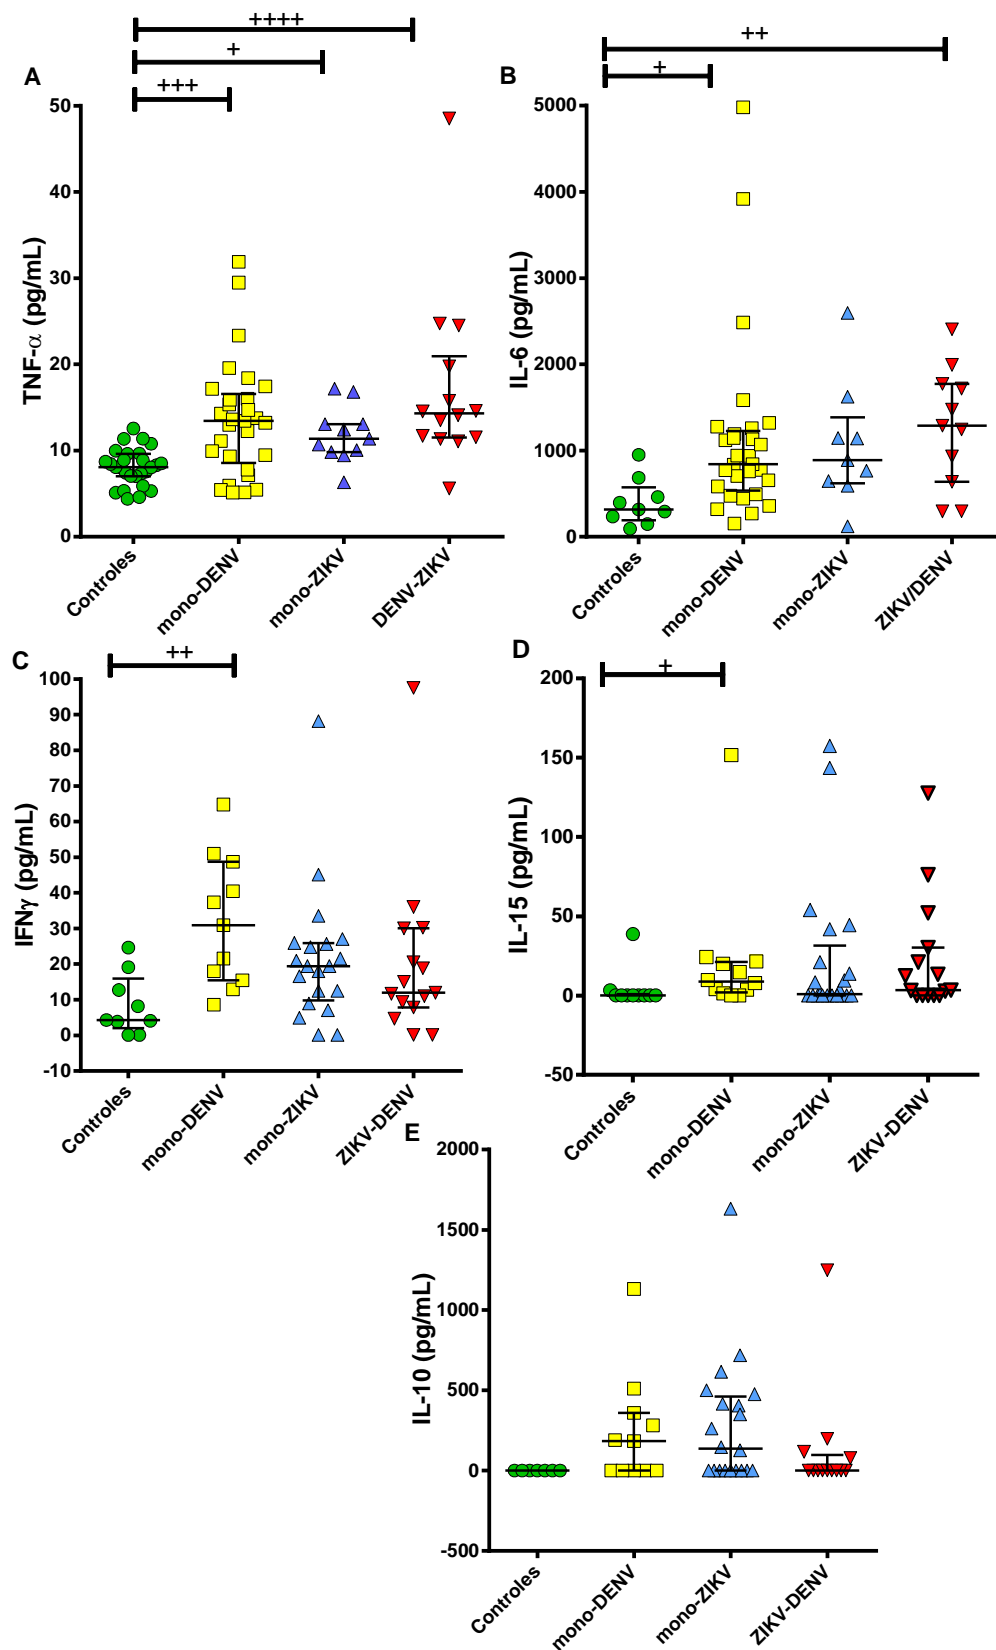 ++++
+
+++
A
TNF-α (pg/mL)
50
40
30
20
10
0
Controles
mono-DENV
mono-ZIKV
DENV-ZIKV
++
+
B
IL-6 (pg/mL)
5000
4000
3000
2000
1000
0
Controles
mono-DENV
mono-ZIKV
ZIKV/DENV
C
++
IFNγ (pg/mL)
100
90
80
70
60
50
40
30
20
10
0
-10
Controles
mono-DENV
mono-ZIKV
ZIKV-DENV
D
+
IL-15 (pg/mL)
200
150
100
50
0
-50
Controles
mono-DENV
mono-ZIKV
ZIKV-DENV
E
IL-10 (pg/mL)
2000
1500
1000
500
0
-500
Controles
mono-DENV
mono-ZIKV
ZIKV-DENV